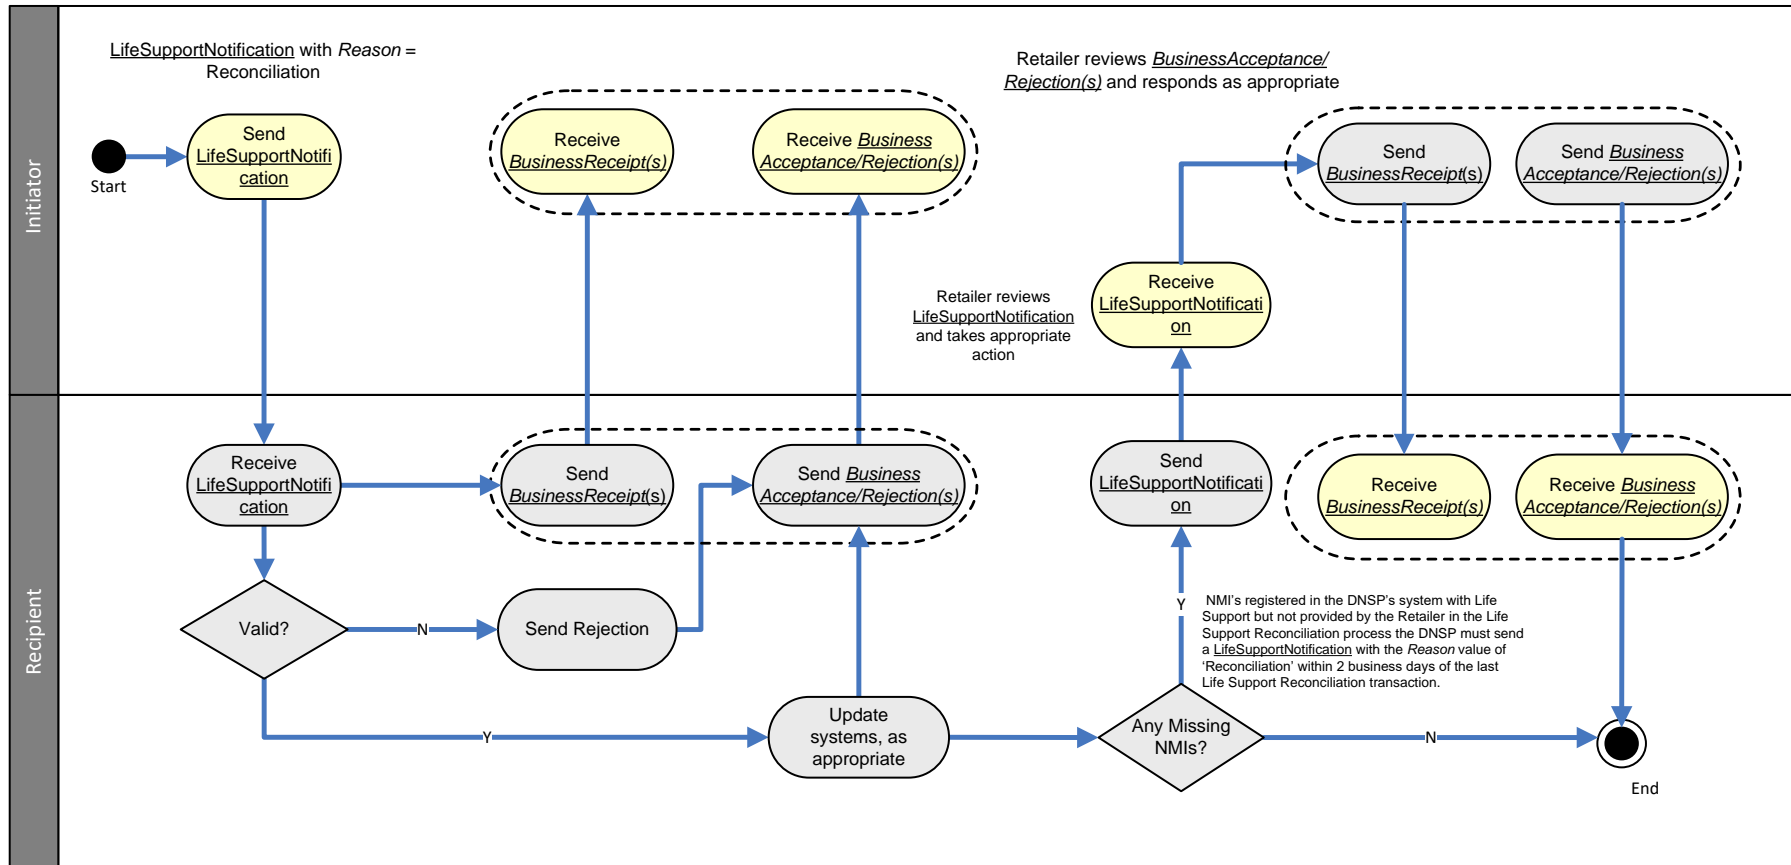 Initiator
LifeSupportNotification with Reason =
Reconciliation
Start
Send
LifeSupportNotifi
cation
Receive
BusinessReceipt(s)
Receive Business
Acceptance/Rejection(s)
Retailer reviews BusinessAcceptance/
Rejection(s) and responds as appropriate
Send
BusinessReceipt(s)
Send Business
Acceptance/Rejection(s)
Retailer reviews
LifeSupportNotification
and takes appropriate
action
Receive
LifeSupportNotificati
on
Recipient
Receive
LifeSupportNotifi
cation
Send
BusinessReceipt(s)
Send Business
Acceptance/Rejection(s)
Send
LifeSupportNotificati
on
Receive
BusinessReceipt(s)
Receive Business
Acceptance/Rejection(s)
Valid?
N
Send Rejection
Y
NMI's registered in the DNSP's system with Life
Support but not provided by the Retailer in the Life
Support Reconciliation process the DNSP must send
a LifeSupportNotification with the Reason value of
‘Reconciliation’ within 2 business days of the last
Life Support Reconciliation transaction.
Y
Update
systems, as
appropriate
Any Missing
NMIs?
N
End